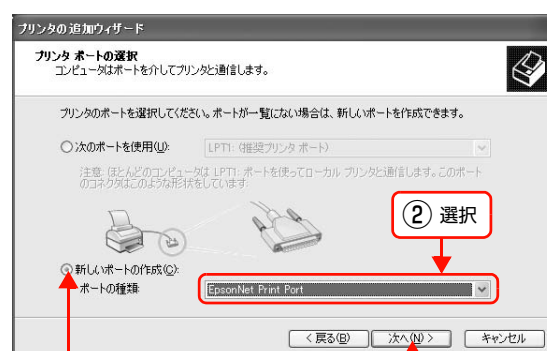 プリンタの追加ウィザード
プリンタ ポートの選択
コンピュータはポートを介してプリンタと通信します。
プリンタのポートを選択してください。ポートが一覧にない場合は、新しいポートを作成できます。
次のポートを使用(U):
LPT1: (推奨プリンタ ポート)
注意: ほとんどのコンピュータは LPT1: ポートを使ってローカル プリンタと通信します。このポート
のコネクタはこのような形状をしています:
② 選択
新しいポートの作成(C):
ポートの種類:
EpsonNet Print Port
< 戻る(B)
次へ(N) >
キャンセル